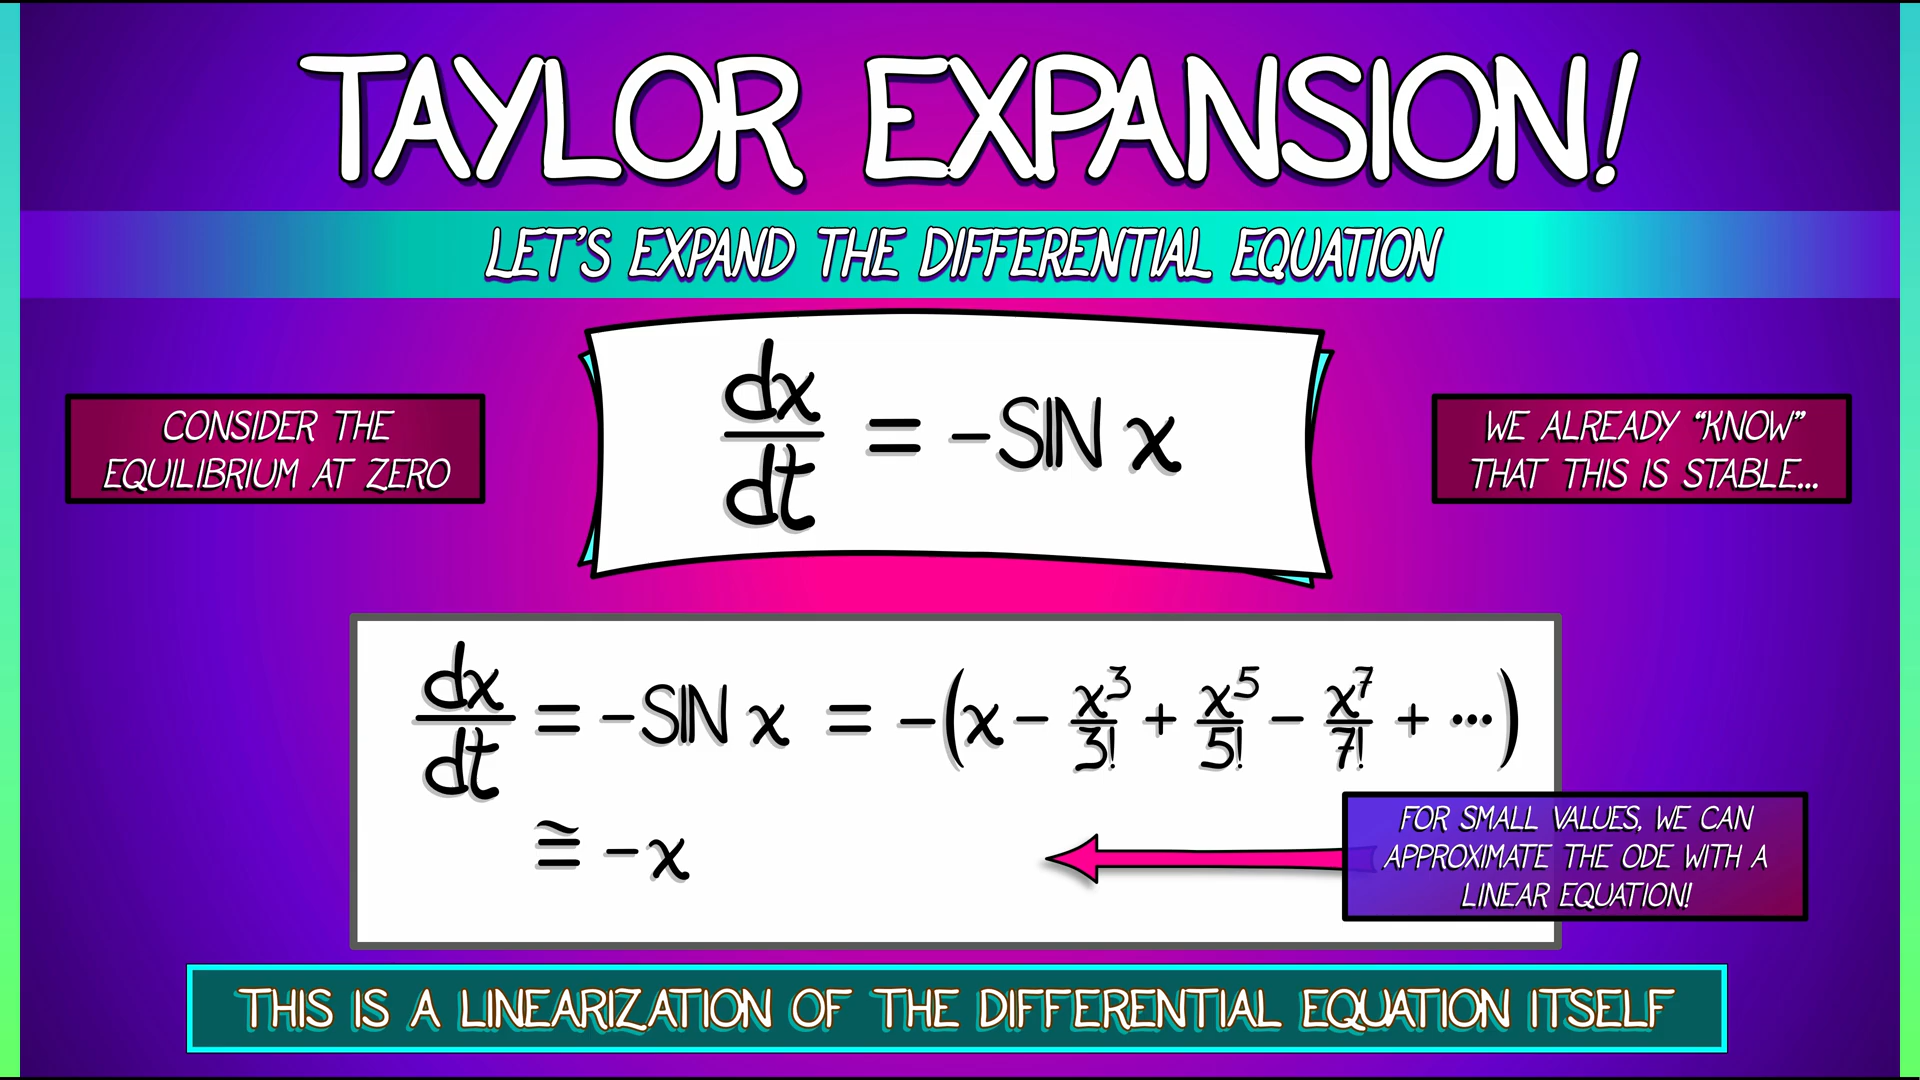 TAYLOR EXPANSION!
LET'S EXPAND THE DIFFERENTIAL EQUATION
CONSIDER THE
EQUILIBRIUM AT ZERO
dx/dt = -SIN x
WE ALREADY "KNOW"
THAT THIS IS STABLE...
dx/dt = -SIN x = -(x - x³/3! + x⁵/5! - x⁷/7! + ···)
≅ -x
FOR SMALL VALUES, WE CAN
APPROXIMATE THE ODE WITH A
LINEAR EQUATION!
THIS IS A LINEARIZATION OF THE DIFFERENTIAL EQUATION ITSELF